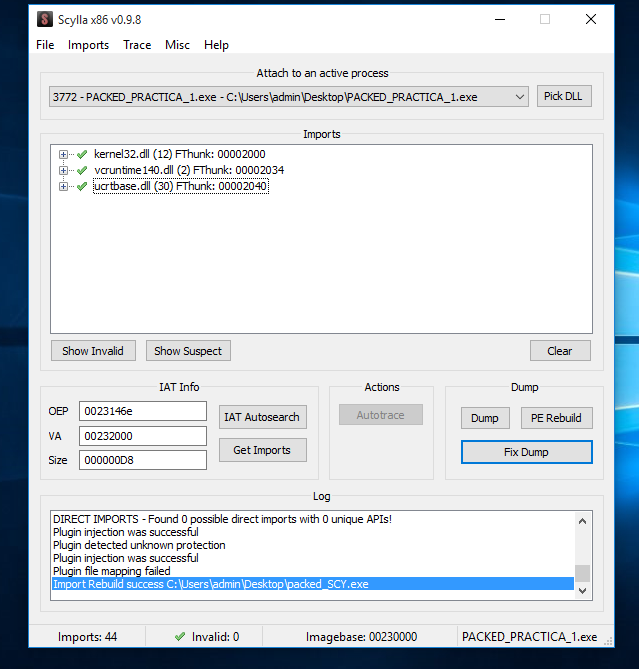 Scylla x86 v0.9.8
File Imports Trace Misc Help
Attach to an active process
3772 - PACKED_PRACTICA_1.exe - C:\Users\admin\Desktop\PACKED_PRACTICA_1.exe
Pick DLL
Imports
kernel32.dll (12) FThunk: 00002000
vcruntime140.dll (2) FThunk: 00002034
ucrtbase.dll (30) FThunk: 00002040
Show Invalid Show Suspect Clear
IAT Info
OEP 0023146e
VA 00232000
Size 000000D8
IAT Autosearch
Get Imports
Actions
Autotrace
Dump
Dump PE Rebuild
Fix Dump
Log
DIRECT IMPORTS - Found 0 possible direct imports with 0 unique APIs!
Plugin injection was successful
Plugin detected unknown protection
Plugin injection was successful
Plugin file mapping failed
Import Rebuild success C:\Users\admin\Desktop\packed_SCY.exe
Imports: 44 Invalid: 0 Imagebase: 00230000 PACKED_PRACTICA_1.exe